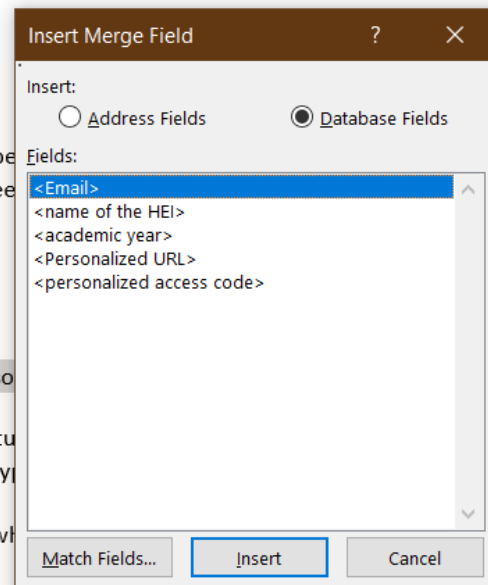 Insert Merge Field ? ×
Insert:
Address Fields Database Fields
Fields:
<Email>
<name of the HEI>
<academic year>
<Personalized URL>
<personalized access code>
Match Fields... Insert Cancel